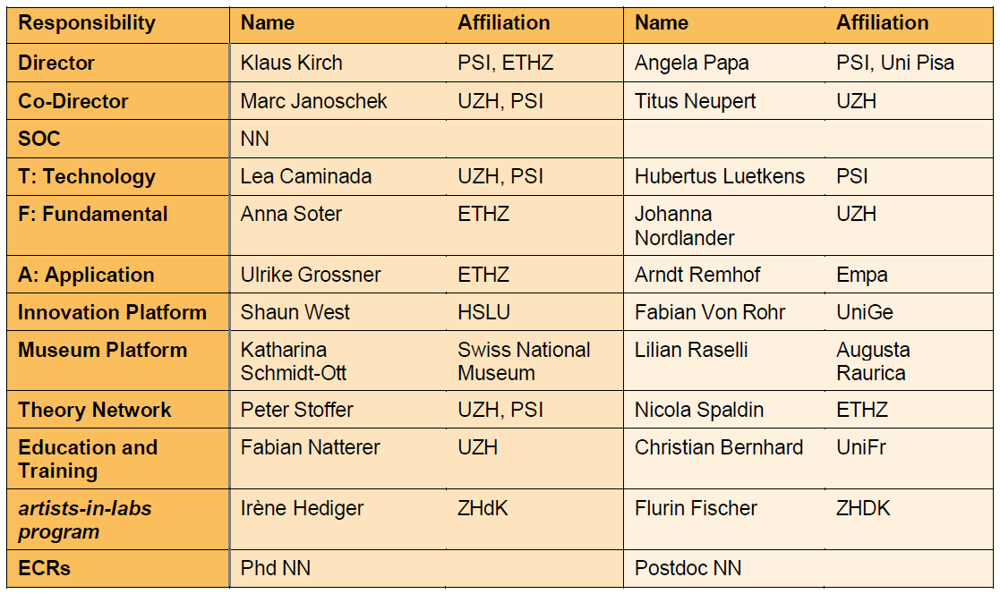 Responsibility Name Affiliation Name Affiliation
Director Klaus Kirch PSI, ETHZ Angela Papa PSI, Uni Pisa
Co-Director Marc Janoschek UZH, PSI Titus Neupert UZH
SOC NN
T: Technology Lea Caminada UZH, PSI Hubertus Luetkens PSI
F: Fundamental Anna Soter ETHZ Johanna UZH
Nordlander
A: Application Ulrike Grossner ETHZ Arndt Remhof Empa
Innovation Platform Shaun West HSLU Fabian Von Rohr UniGe
Museum Platform Katharina Swiss National Lilian Raselli Augusta
Schmidt-Ott Museum Raurica
Theory Network Peter Stoffer UZH, PSI Nicola Spaldin ETHZ
Education and Fabian Natterer UZH Christian Bernhard UniFr
Training
artists-in-labs Irène Hediger ZHdK Flurin Fischer ZHDK
program
ECRs Phd NN Postdoc NN